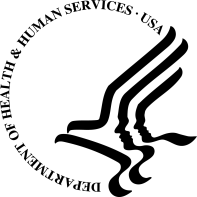 DEPARTMENT OF HEALTH & HUMAN SERVICES · USA